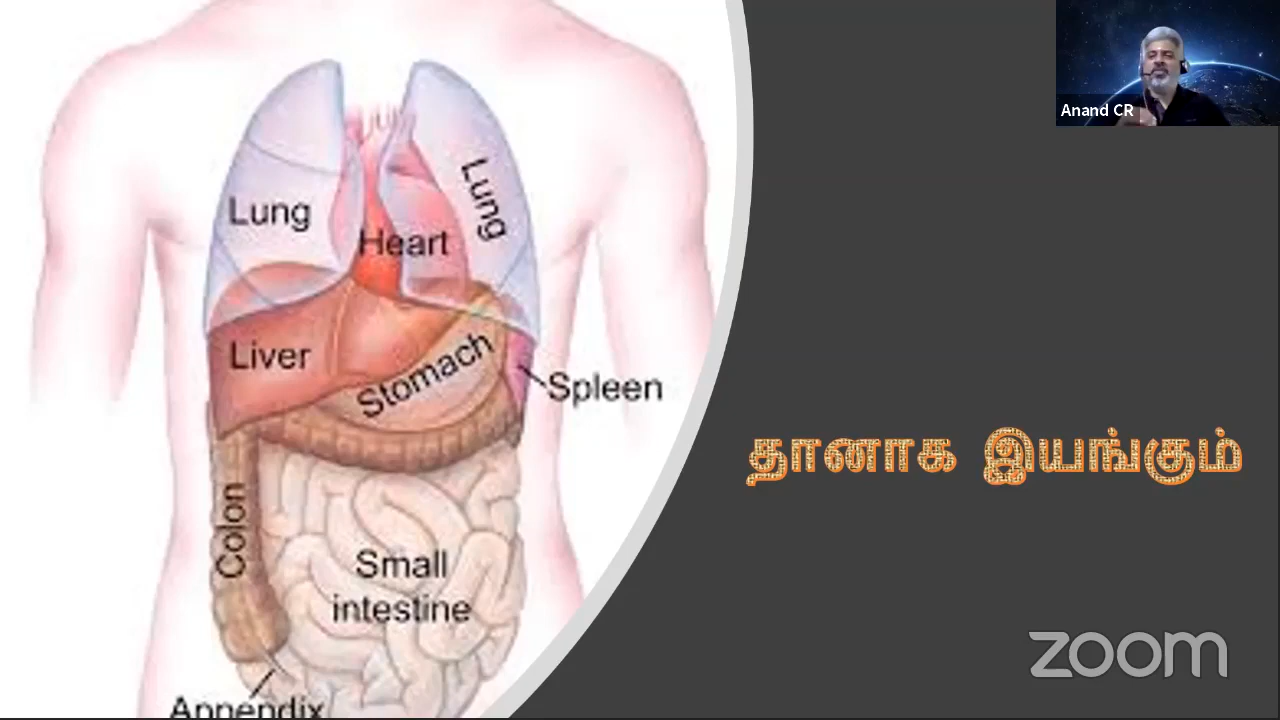 Anand CR
Lung
Lung
Heart
Liver
Stomach
Spleen
Colon
Small
intestine
Appendix
தானாக இயங்கும்
zoom